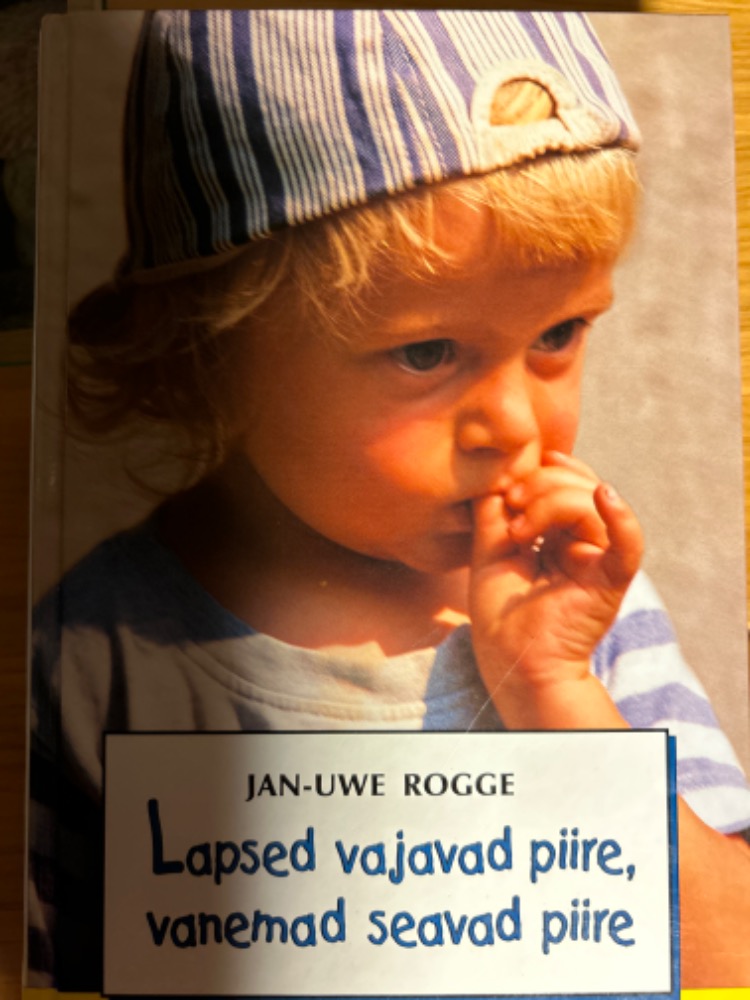 JAN-UWE ROGGE
Lapsed vajavad piire,
vanemad seavad piire